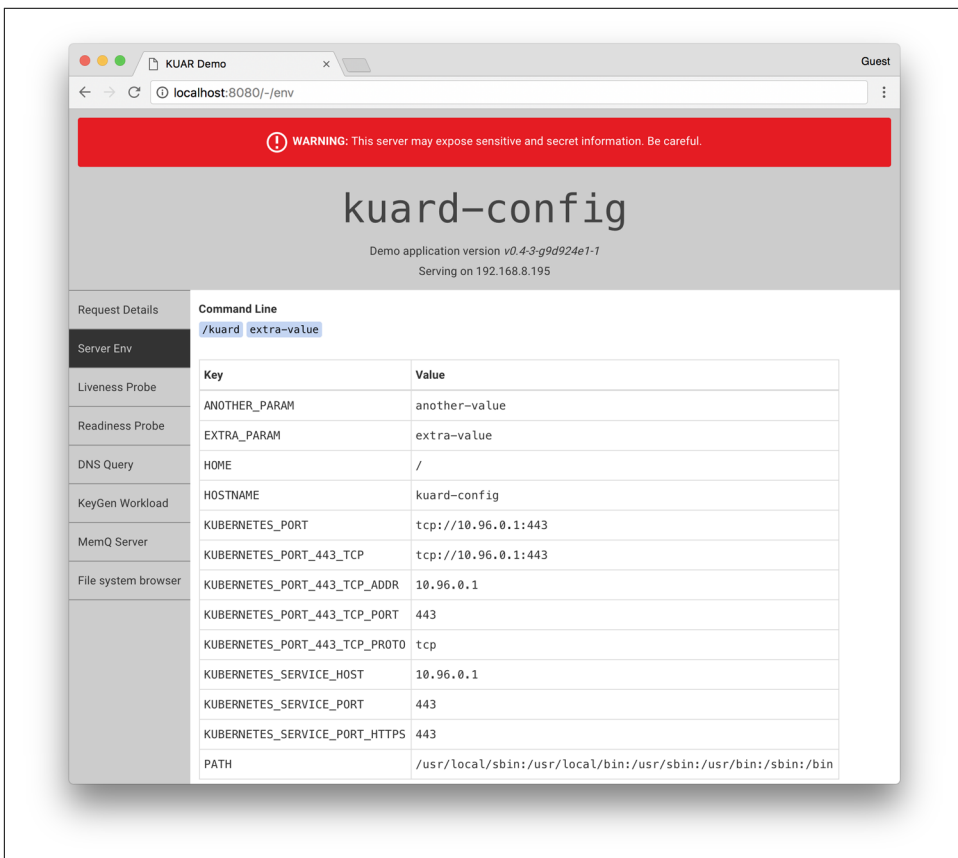 KUAR Demo
Guest
localhost:8080/-/env
WARNING: This server may expose sensitive and secret information. Be careful.
kuard-config
Demo application version v0.4-3-g9d924e1-1
Serving on 192.168.8.195
Request Details
Server Env
Liveness Probe
Readiness Probe
DNS Query
KeyGen Workload
MemQ Server
File system browser
Command Line
/kuard extra-value
Key Value
ANOTHER_PARAM another-value
EXTRA_PARAM extra-value
HOME /
HOSTNAME kuard-config
KUBERNETES_PORT tcp://10.96.0.1:443
KUBERNETES_PORT_443_TCP tcp://10.96.0.1:443
KUBERNETES_PORT_443_TCP_ADDR 10.96.0.1
KUBERNETES_PORT_443_TCP_PORT 443
KUBERNETES_PORT_443_TCP_PROTO tcp
KUBERNETES_SERVICE_HOST 10.96.0.1
KUBERNETES_SERVICE_PORT 443
KUBERNETES_SERVICE_PORT_HTTPS 443
PATH /usr/local/sbin:/usr/local/bin:/usr/sbin:/usr/bin:/sbin:/bin